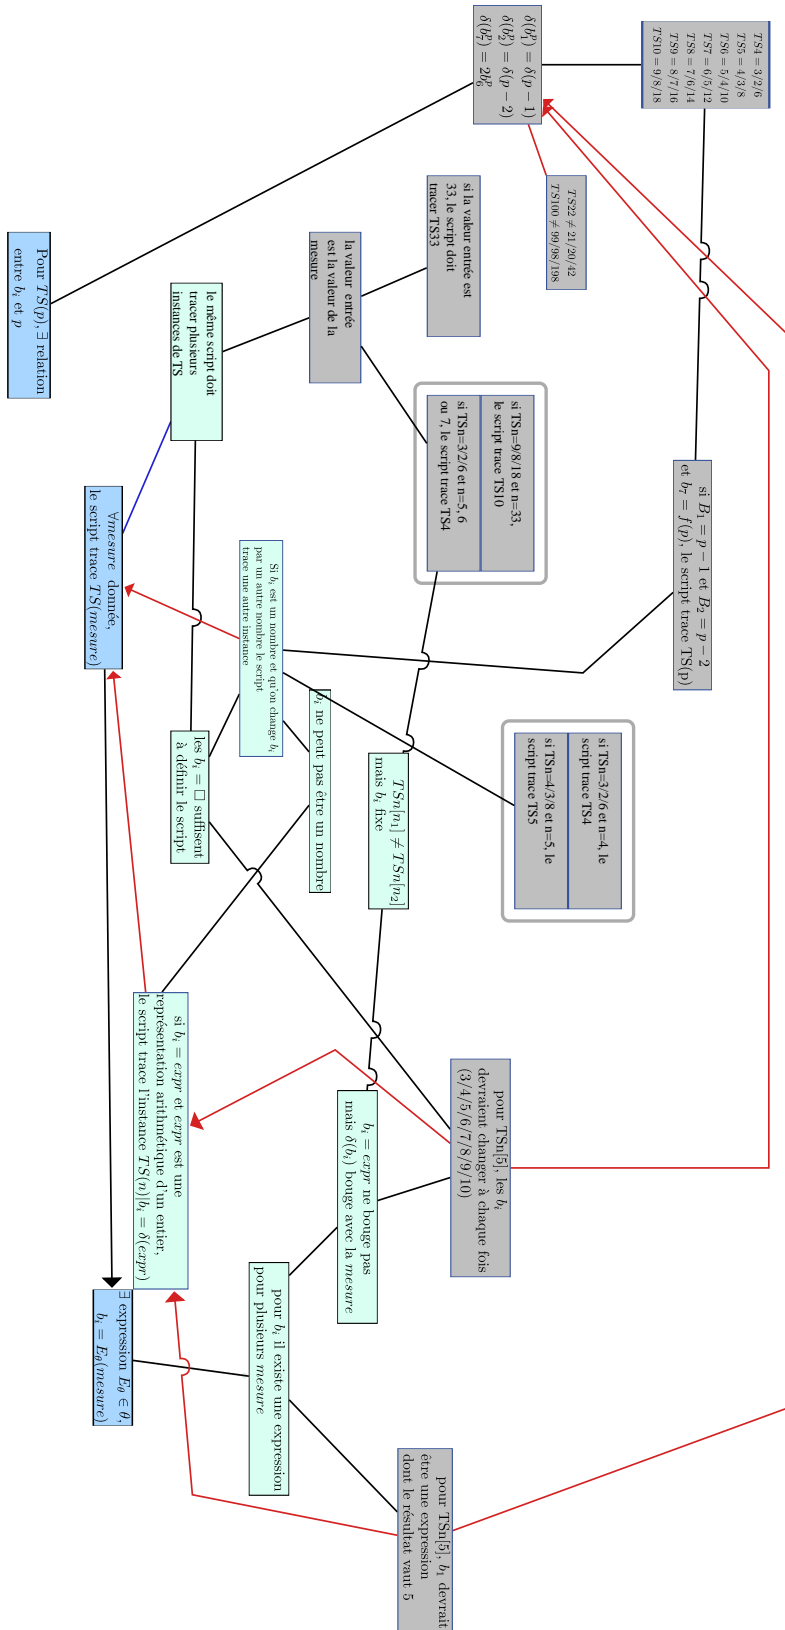 TS4 = 3/2/6
TS5 = 4/3/8
TS6 = 5/4/10
TS7 = 6/5/12
TS8 = 7/6/14
TS9 = 8/7/16
TS10 = 9/8/18
δ(b₁ᵖ) = δ(p − 1)
δ(b₂ᵖ) = δ(p − 2)
δ(b₇ᵖ) = 2b₆ᵖ
TS22 ≠ 21/20/42
TS100 ≠ 99/98/198
si la valeur entrée est
33, le script doit
tracer TS33
la valeur entrée
est la valeur de la
mesure
Pour TS(p), ∃ relation
entre bᵢ et p
le même script doit
tracer plusieurs
instances de TS
si TSn=9/8/18 et n=33,
le script trace TS10
si TSn=3/2/6 et n=5, 6
ou 7, le script trace TS4
si B₁ = p − 1 et B₂ = p − 2
et b₇ = f(p), le script trace TS(p)
∀mesure donnée,
le script trace TS(mesure)
Si bᵢ est un nombre et qu'on change bᵢ
par un autre nombre le script
trace une autre instance
bᵢ ne peut pas être un nombre
les bᵢ = □ suffisent
à définir le script
TSn[n₁] ≠ TSn[n₂]
mais bᵢ fixe
si TSn=3/2/6 et n=4, le
script trace TS4
si TSn=4/3/8 et n=5, le
script trace TS5
si bᵢ = expr et expr est une
représentation arithmétique d'un entier,
le script trace l'instance TS(n)|bᵢ = δ(expr)
pour TSn[5], les bᵢ
devraient changer à chaque fois
(3/4/5/6/7/8/9/10)
bᵢ = expr ne bouge pas
mais δ(bᵢ) bouge avec la mesure
pour bᵢ il existe une expression
pour plusieurs mesure
∃ expression E_θ ∈ θ,
bᵢ = E_θ(mesure)
pour TSn[5], b₁ devrait
être une expression
dont le résultat vaut 5